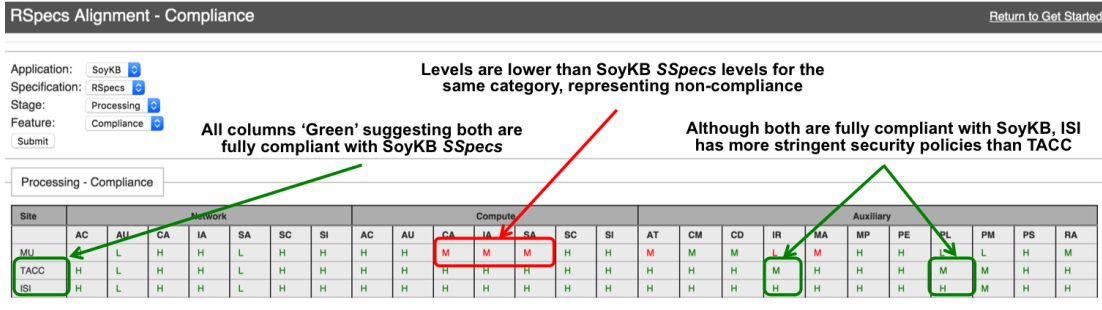 RSpecs Alignment - Compliance
Return to Get Started
Application: SoyKB
Specification: RSpecs
Stage: Processing
Feature: Compliance
Submit
Levels are lower than SoyKB SSpecs levels for the
same category, representing non-compliance
All columns ‘Green’ suggesting both are
fully compliant with SoyKB SSpecs
Although both are fully compliant with SoyKB, ISI
has more stringent security policies than TACC
Processing - Compliance
Site Network Compute Auxiliary
AC AU CA IA SA SC SI AC AU CA IA SA SC SI AT CM CD IR MA MP PE PL PM PS RA
MU L H H L H H H H M M M H H M M M L M H H L L H M
TACC H L H H L H H H H H H H H H H H H M H H H M M H H
ISI H L H H L H H H H H H H H H H H H H H H H H M H H